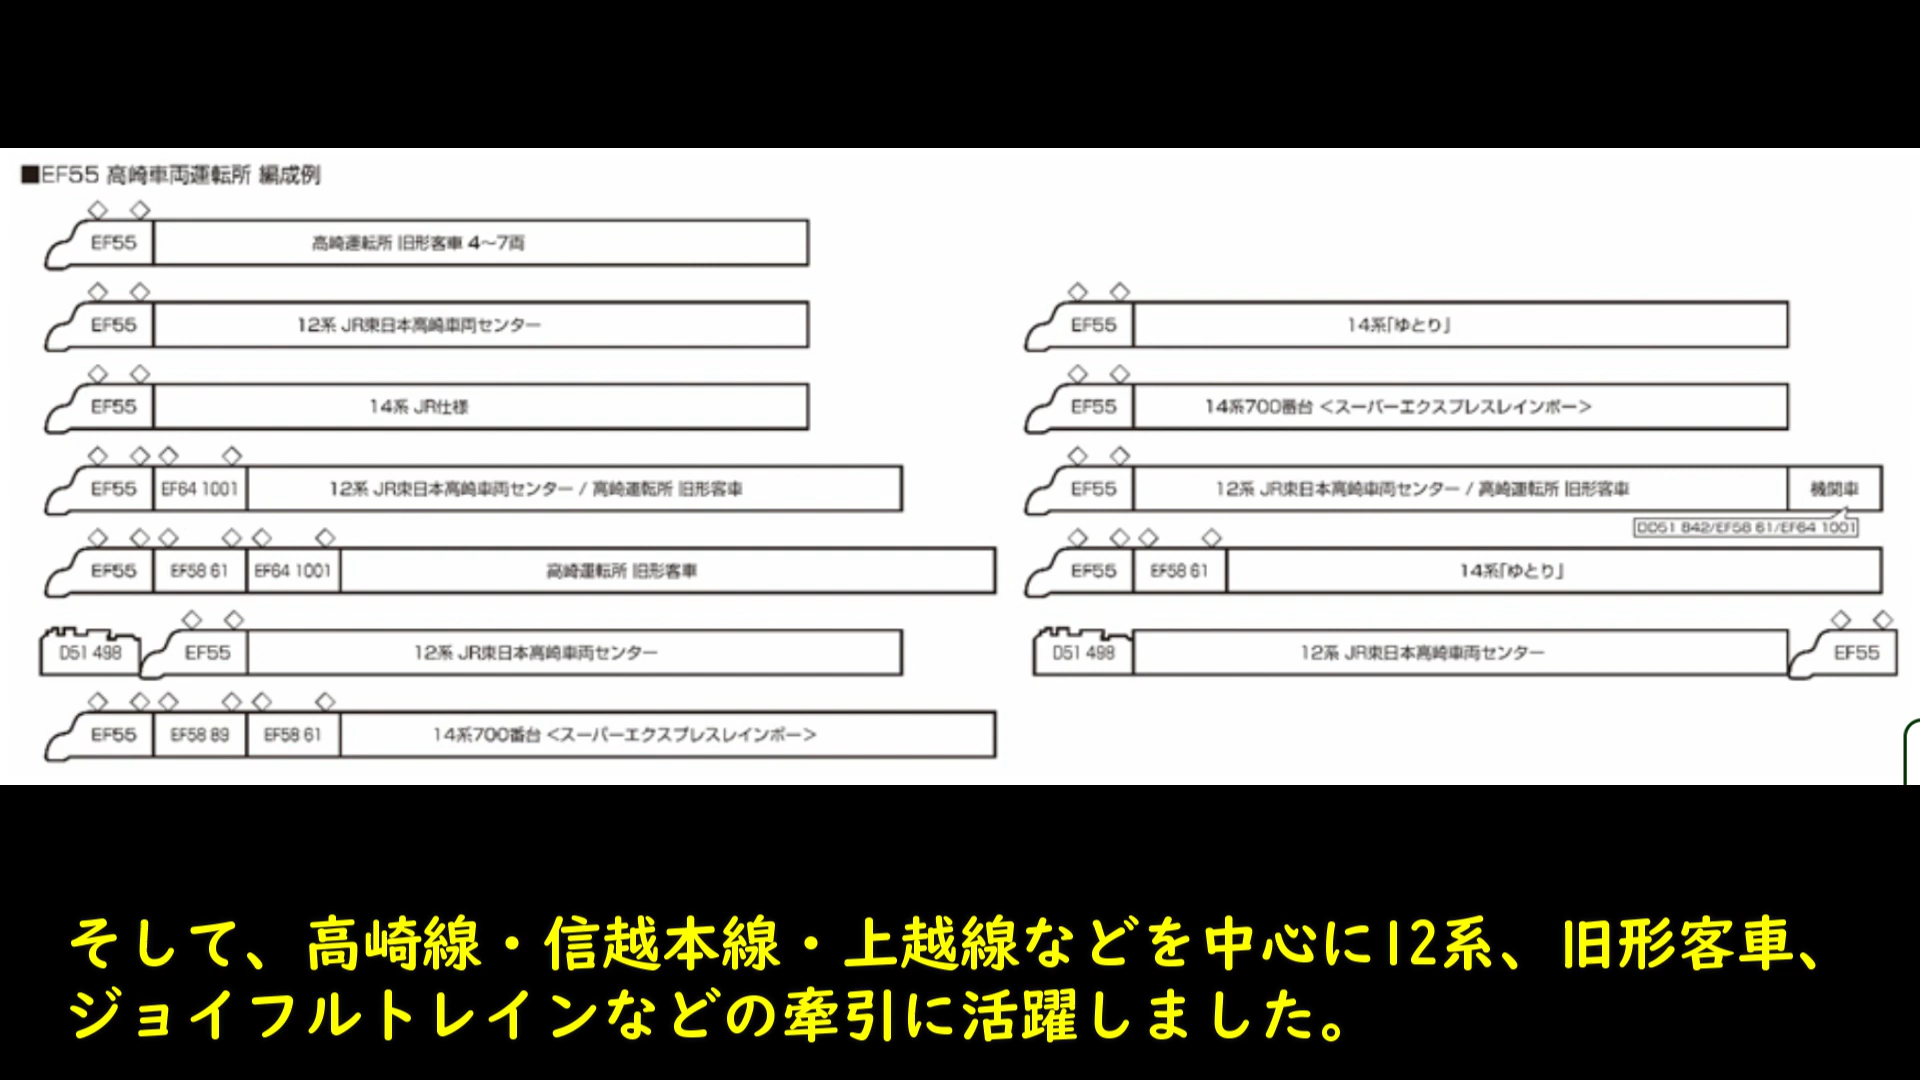 ■EF55 高崎車両運転所 編成例
EF55 高崎運転所 旧形客車 4～7両
EF55 12系 JR東日本高崎車両センター
EF55 14系 JR仕様
EF55 EF64 1001 12系 JR東日本高崎車両センター / 高崎運転所 旧形客車
EF55 EF58 61 EF64 1001 高崎運転所 旧形客車
D51 498 EF55 12系 JR東日本高崎車両センター
EF55 EF58 89 EF58 61 14系700番台 <スーパーエクスプレスレインボー>
EF55 14系「ゆとり」
EF55 14系700番台 <スーパーエクスプレスレインボー>
EF55 12系 JR東日本高崎車両センター / 高崎運転所 旧形客車 機関車
DD51 842/EF58 61/EF64 1001
EF55 EF58 61 14系「ゆとり」
D51 498 12系 JR東日本高崎車両センター EF55
そして、高崎線・信越本線・上越線などを中心に12系、旧形客車、
ジョイフルトレインなどの牽引に活躍しました。